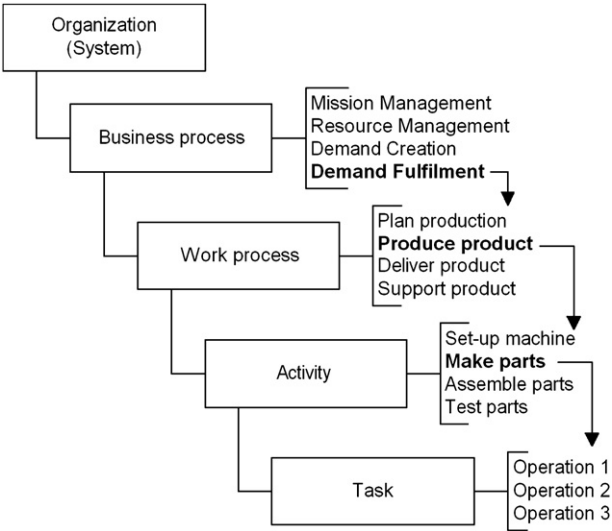 Organization
(System)
Business process
Mission Management
Resource Management
Demand Creation
Demand Fulfilment
Work process
Plan production
Produce product
Deliver product
Support product
Activity
Set-up machine
Make parts
Assemble parts
Test parts
Task
Operation 1
Operation 2
Operation 3